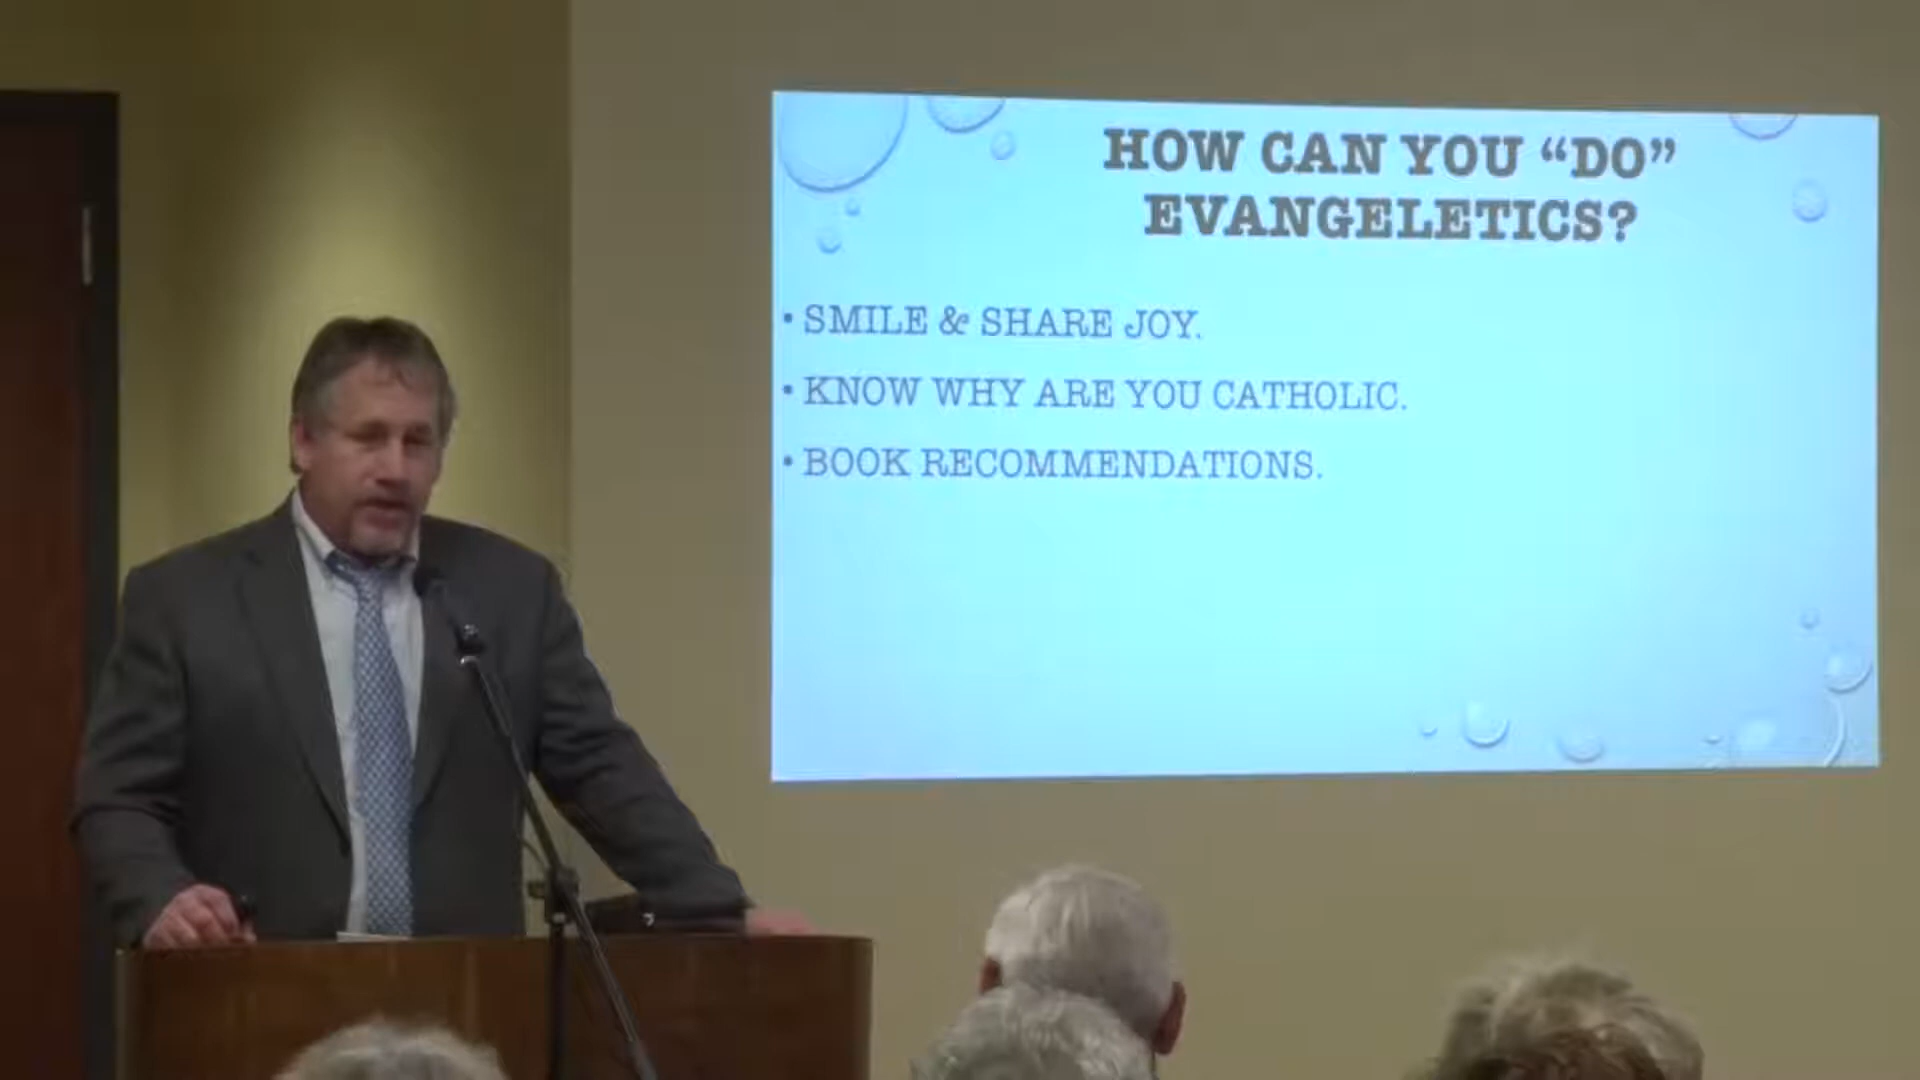 HOW CAN YOU “DO”
EVANGELETICS?
• SMILE & SHARE JOY.
• KNOW WHY ARE YOU CATHOLIC.
• BOOK RECOMMENDATIONS.